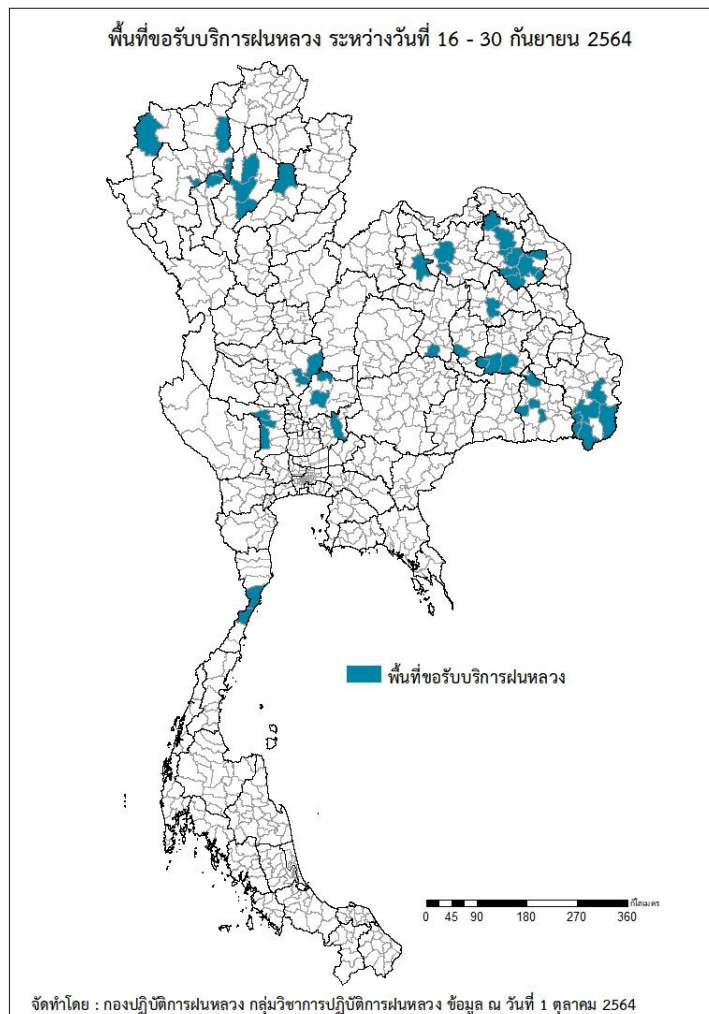 พื้นที่ขอรับบริการฝนหลวง ระหว่างวันที่ 16 - 30 กันยายน 2564
พื้นที่ขอรับบริการฝนหลวง
กิโลเมตร
0 45 90 180 270 360
จัดทำโดย : กองปฏิบัติการฝนหลวง กลุ่มวิชาการปฏิบัติการฝนหลวง ข้อมูล ณ วันที่ 1 ตุลาคม 2564